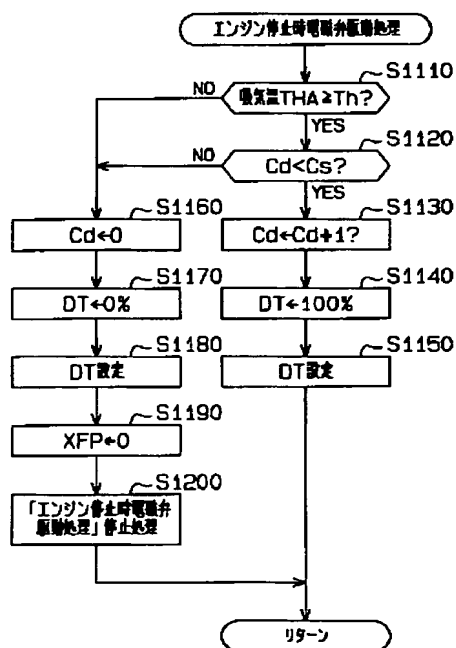 エンジン停止時電磁弁駆動処理
S1110
吸気温THA≧Th?
NO
YES
S1120
Cd<Cs?
NO
YES
S1160
Cd←0
S1130
Cd←Cd+1?
S1170
DT←0%
S1140
DT←100%
S1180
DT設定
S1150
DT設定
S1190
XFP←0
S1200
「エンジン停止時電磁弁
駆動処理」停止処理
リターン